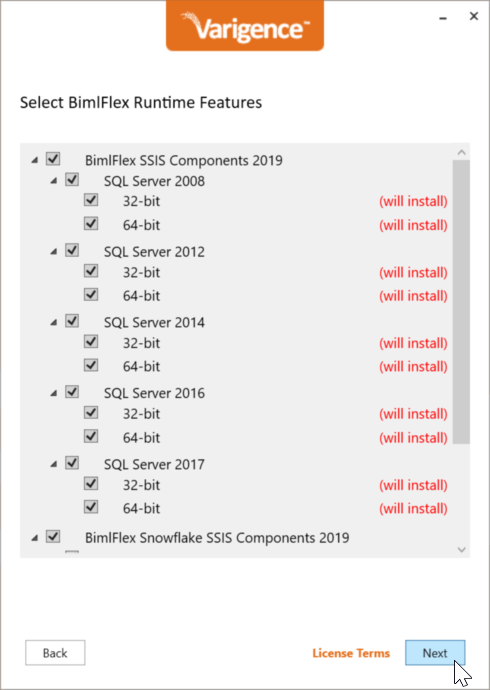 Varigence™
Select BimlFlex Runtime Features
BimlFlex SSIS Components 2019
SQL Server 2008
32-bit (will install)
64-bit (will install)
SQL Server 2012
32-bit (will install)
64-bit (will install)
SQL Server 2014
32-bit (will install)
64-bit (will install)
SQL Server 2016
32-bit (will install)
64-bit (will install)
SQL Server 2017
32-bit (will install)
64-bit (will install)
BimlFlex Snowflake SSIS Components 2019
Back License Terms Next